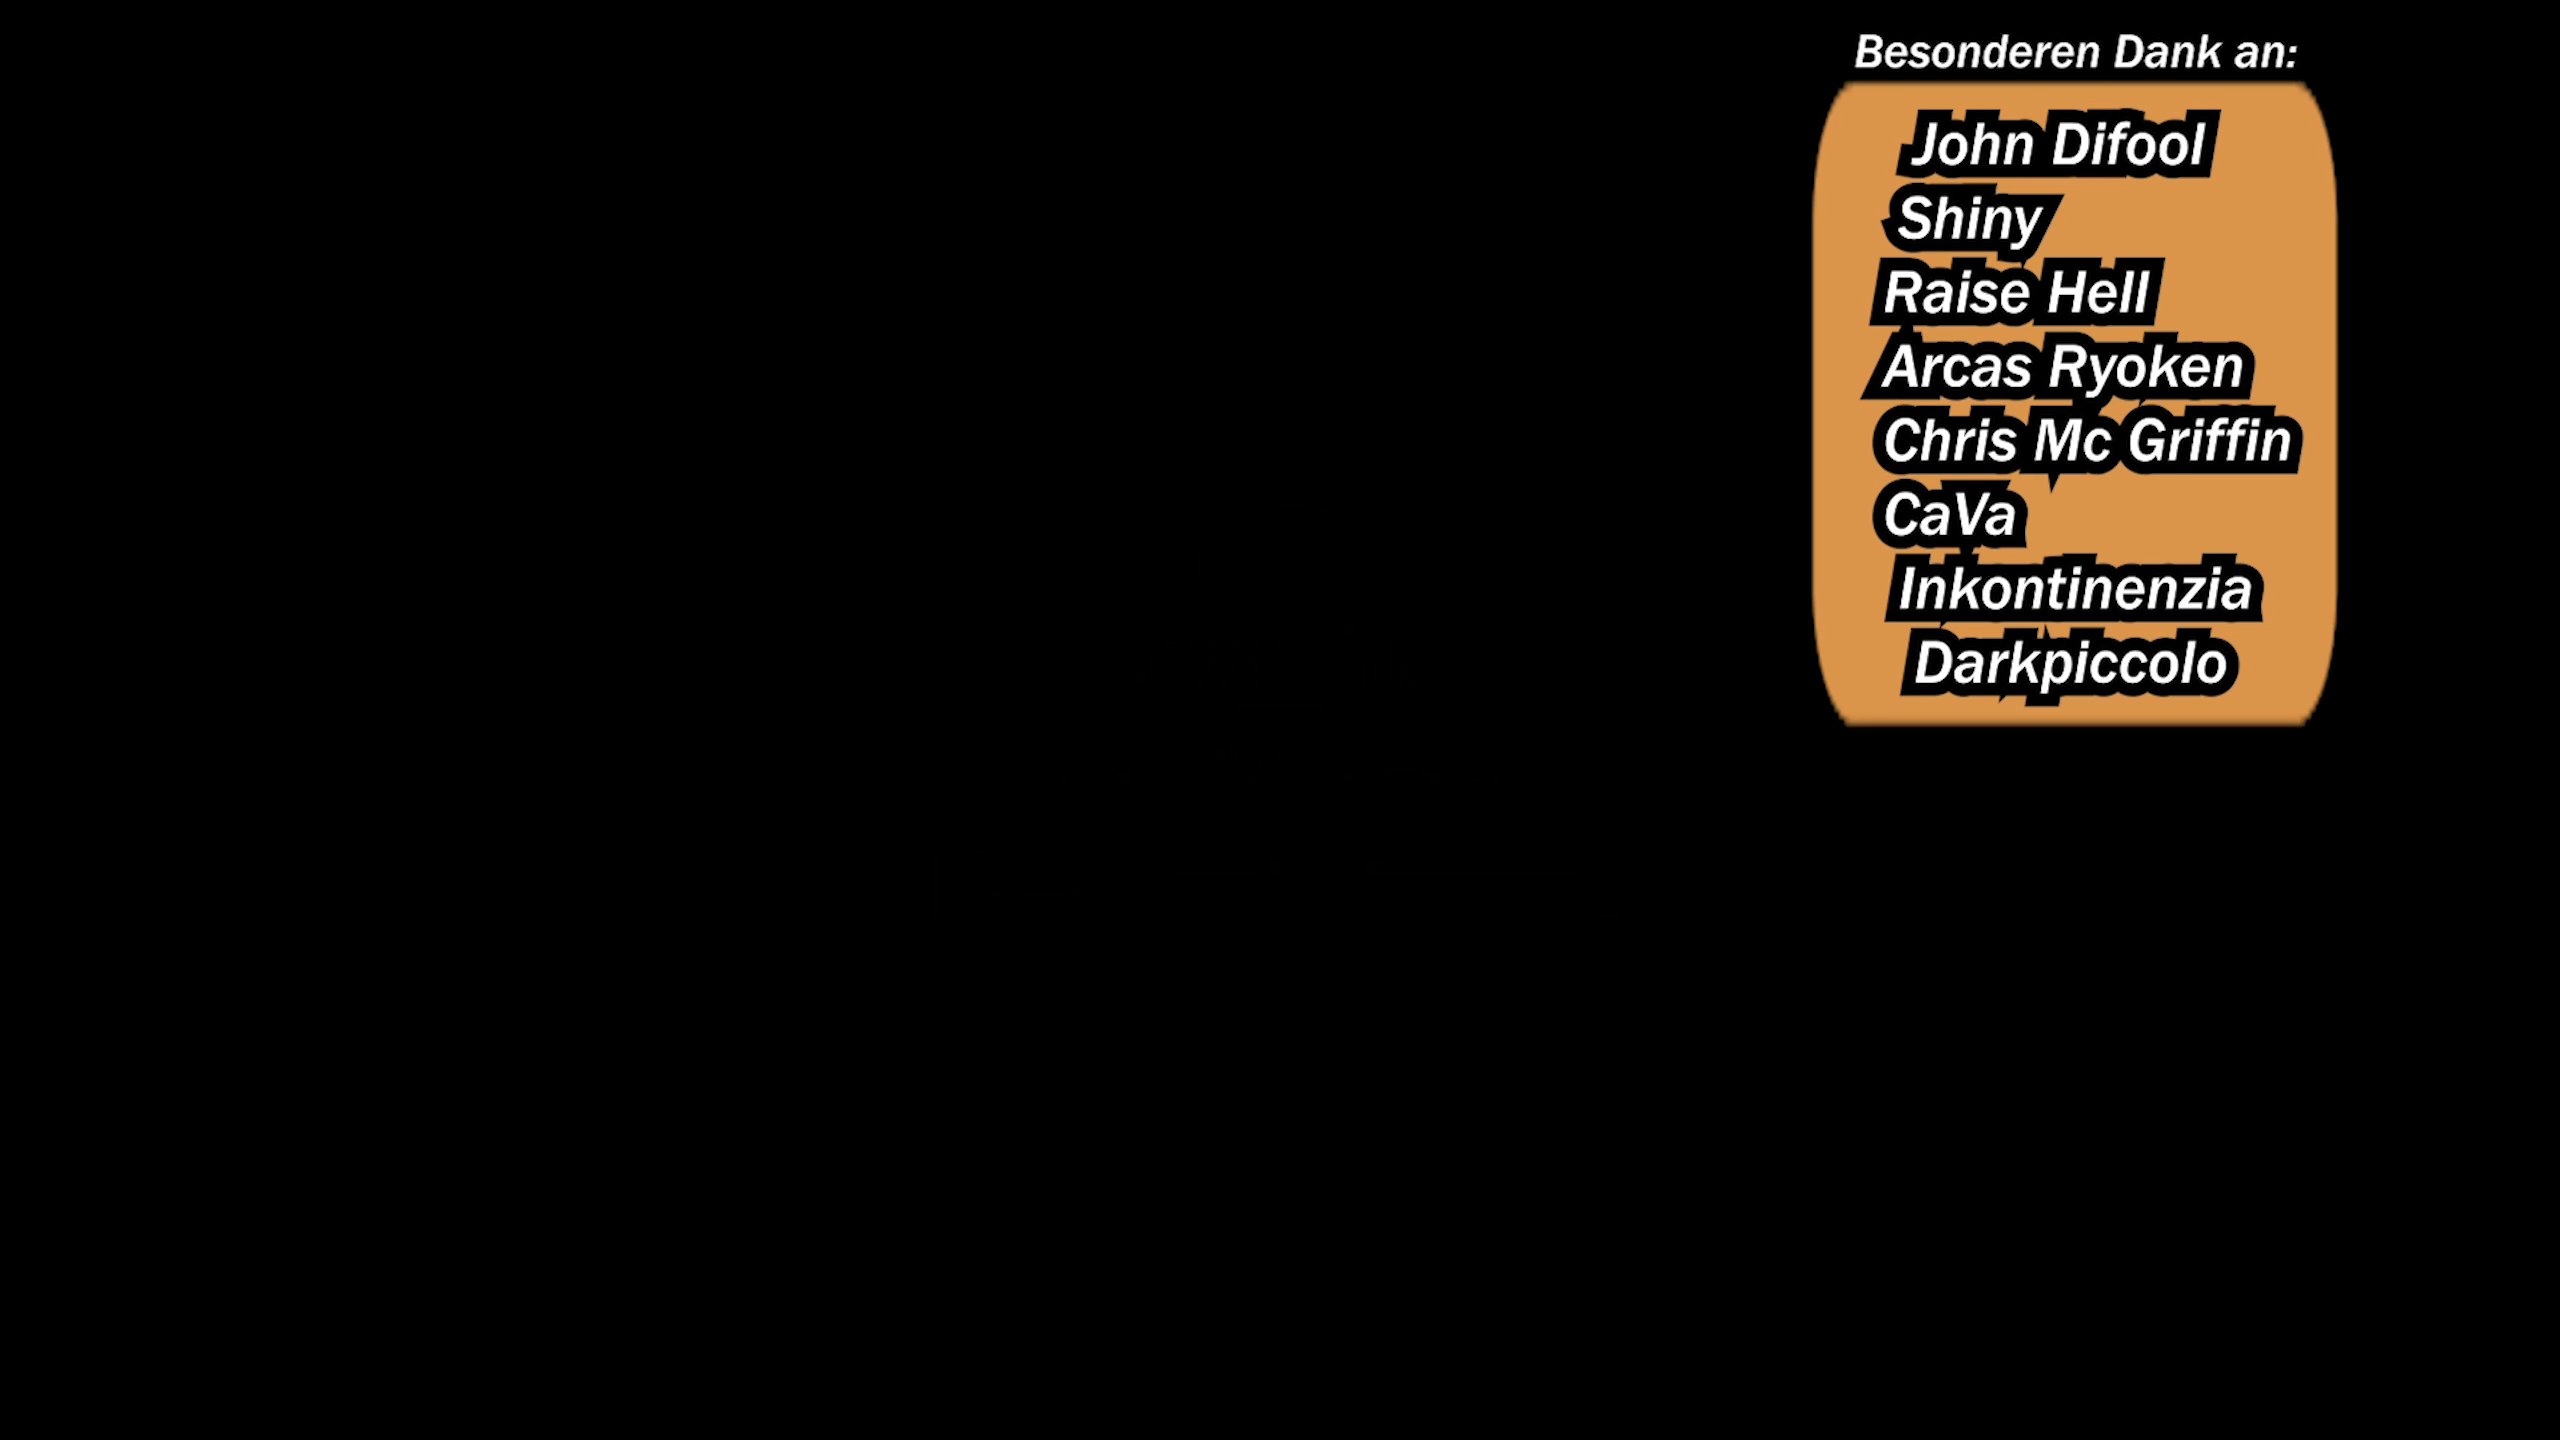 Besonderen Dank an:
John Difool
Shiny
Raise Hell
Arcas Ryoken
Chris Mc Griffin
CaVa
Inkontinenzia
Darkpiccolo